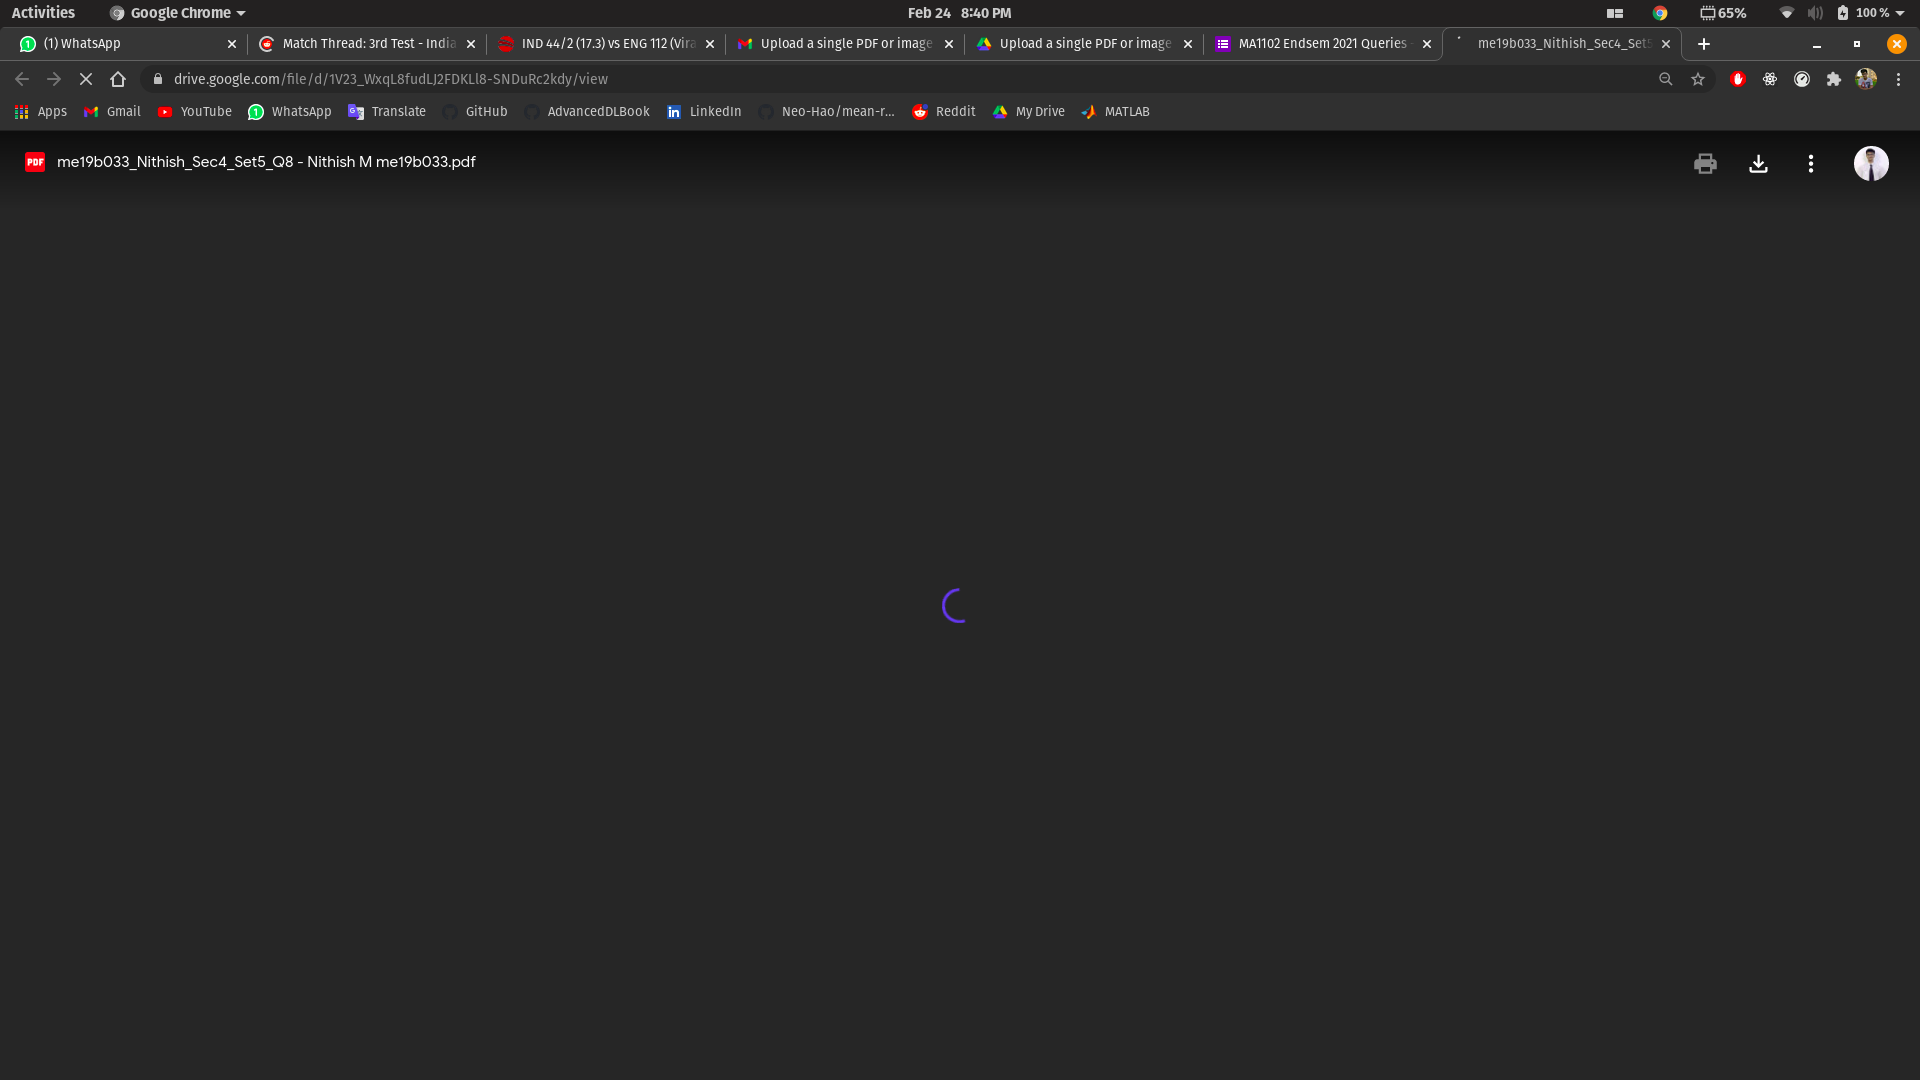 Activities Google Chrome Feb 24 8:40 PM 65% 100 %
(1) WhatsApp Match Thread: 3rd Test - India IND 44/2 (17.3) vs ENG 112 (Vira Upload a single PDF or image Upload a single PDF or image MA1102 Endsem 2021 Queries - me19b033_Nithish_Sec4_Set5
drive.google.com/file/d/1V23_WxqL8fudLJ2FDKLl8-SNDuRc2kdy/view
Apps Gmail YouTube WhatsApp Translate GitHub AdvancedDLBook LinkedIn Neo-Hao/mean-r... Reddit My Drive MATLAB
PDF me19b033_Nithish_Sec4_Set5_Q8 - Nithish M me19b033.pdf